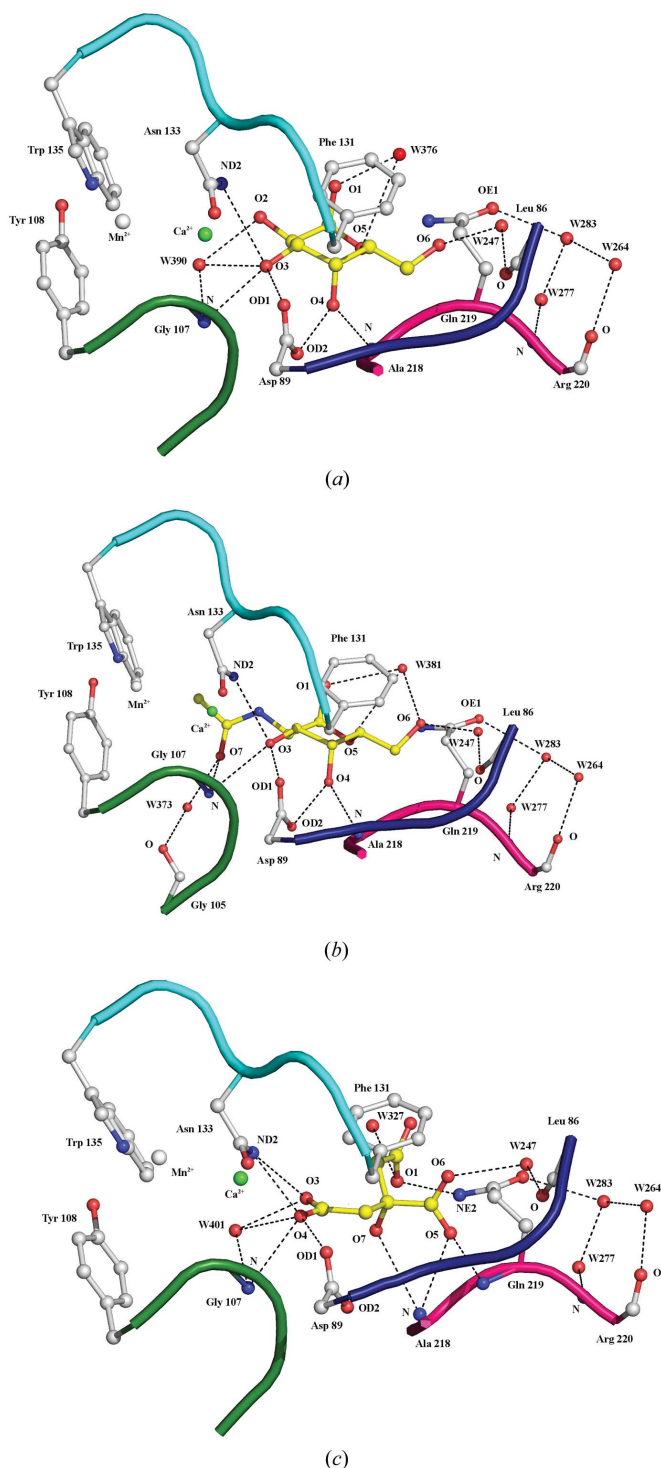 Trp 135
Asn 133
Phe 131
W376
ND2
O1
OE1
Leu 86
Tyr 108
O2
W283
Mn²⁺
Ca²⁺
O5
O6
W247
W264
W390
O3
O
N
OD1
O4
W277
O
Gly 107
N
Gln 219
OD2
N
Asp 89
Ala 218
Arg 220
(a)
Asn 133
Phe 131
Trp 135
ND2
W381
O1
OE1
Leu 86
Tyr 108
Mn²⁺
O6
Ca²⁺
W247
W283
O7
O3
O5
O
W264
Gly 107
N
OD1
O4
W277
W373
N
O
OD2
Gln 219
N
O
Asp 89
Ala 218
Arg 220
Gly 105
(b)
Phe 131
W327
Leu 86
Asn 133
ND2
Trp 135
O6
W247
Mn²⁺
O1
W283
W264
Ca²⁺
O3
NE2
O
Tyr 108
W401
O4
O7
O5
N
OD1
W277
O
Gly 107
Gln 219
N
N
Asp 89
OD2
Ala 218
Arg 220
(c)